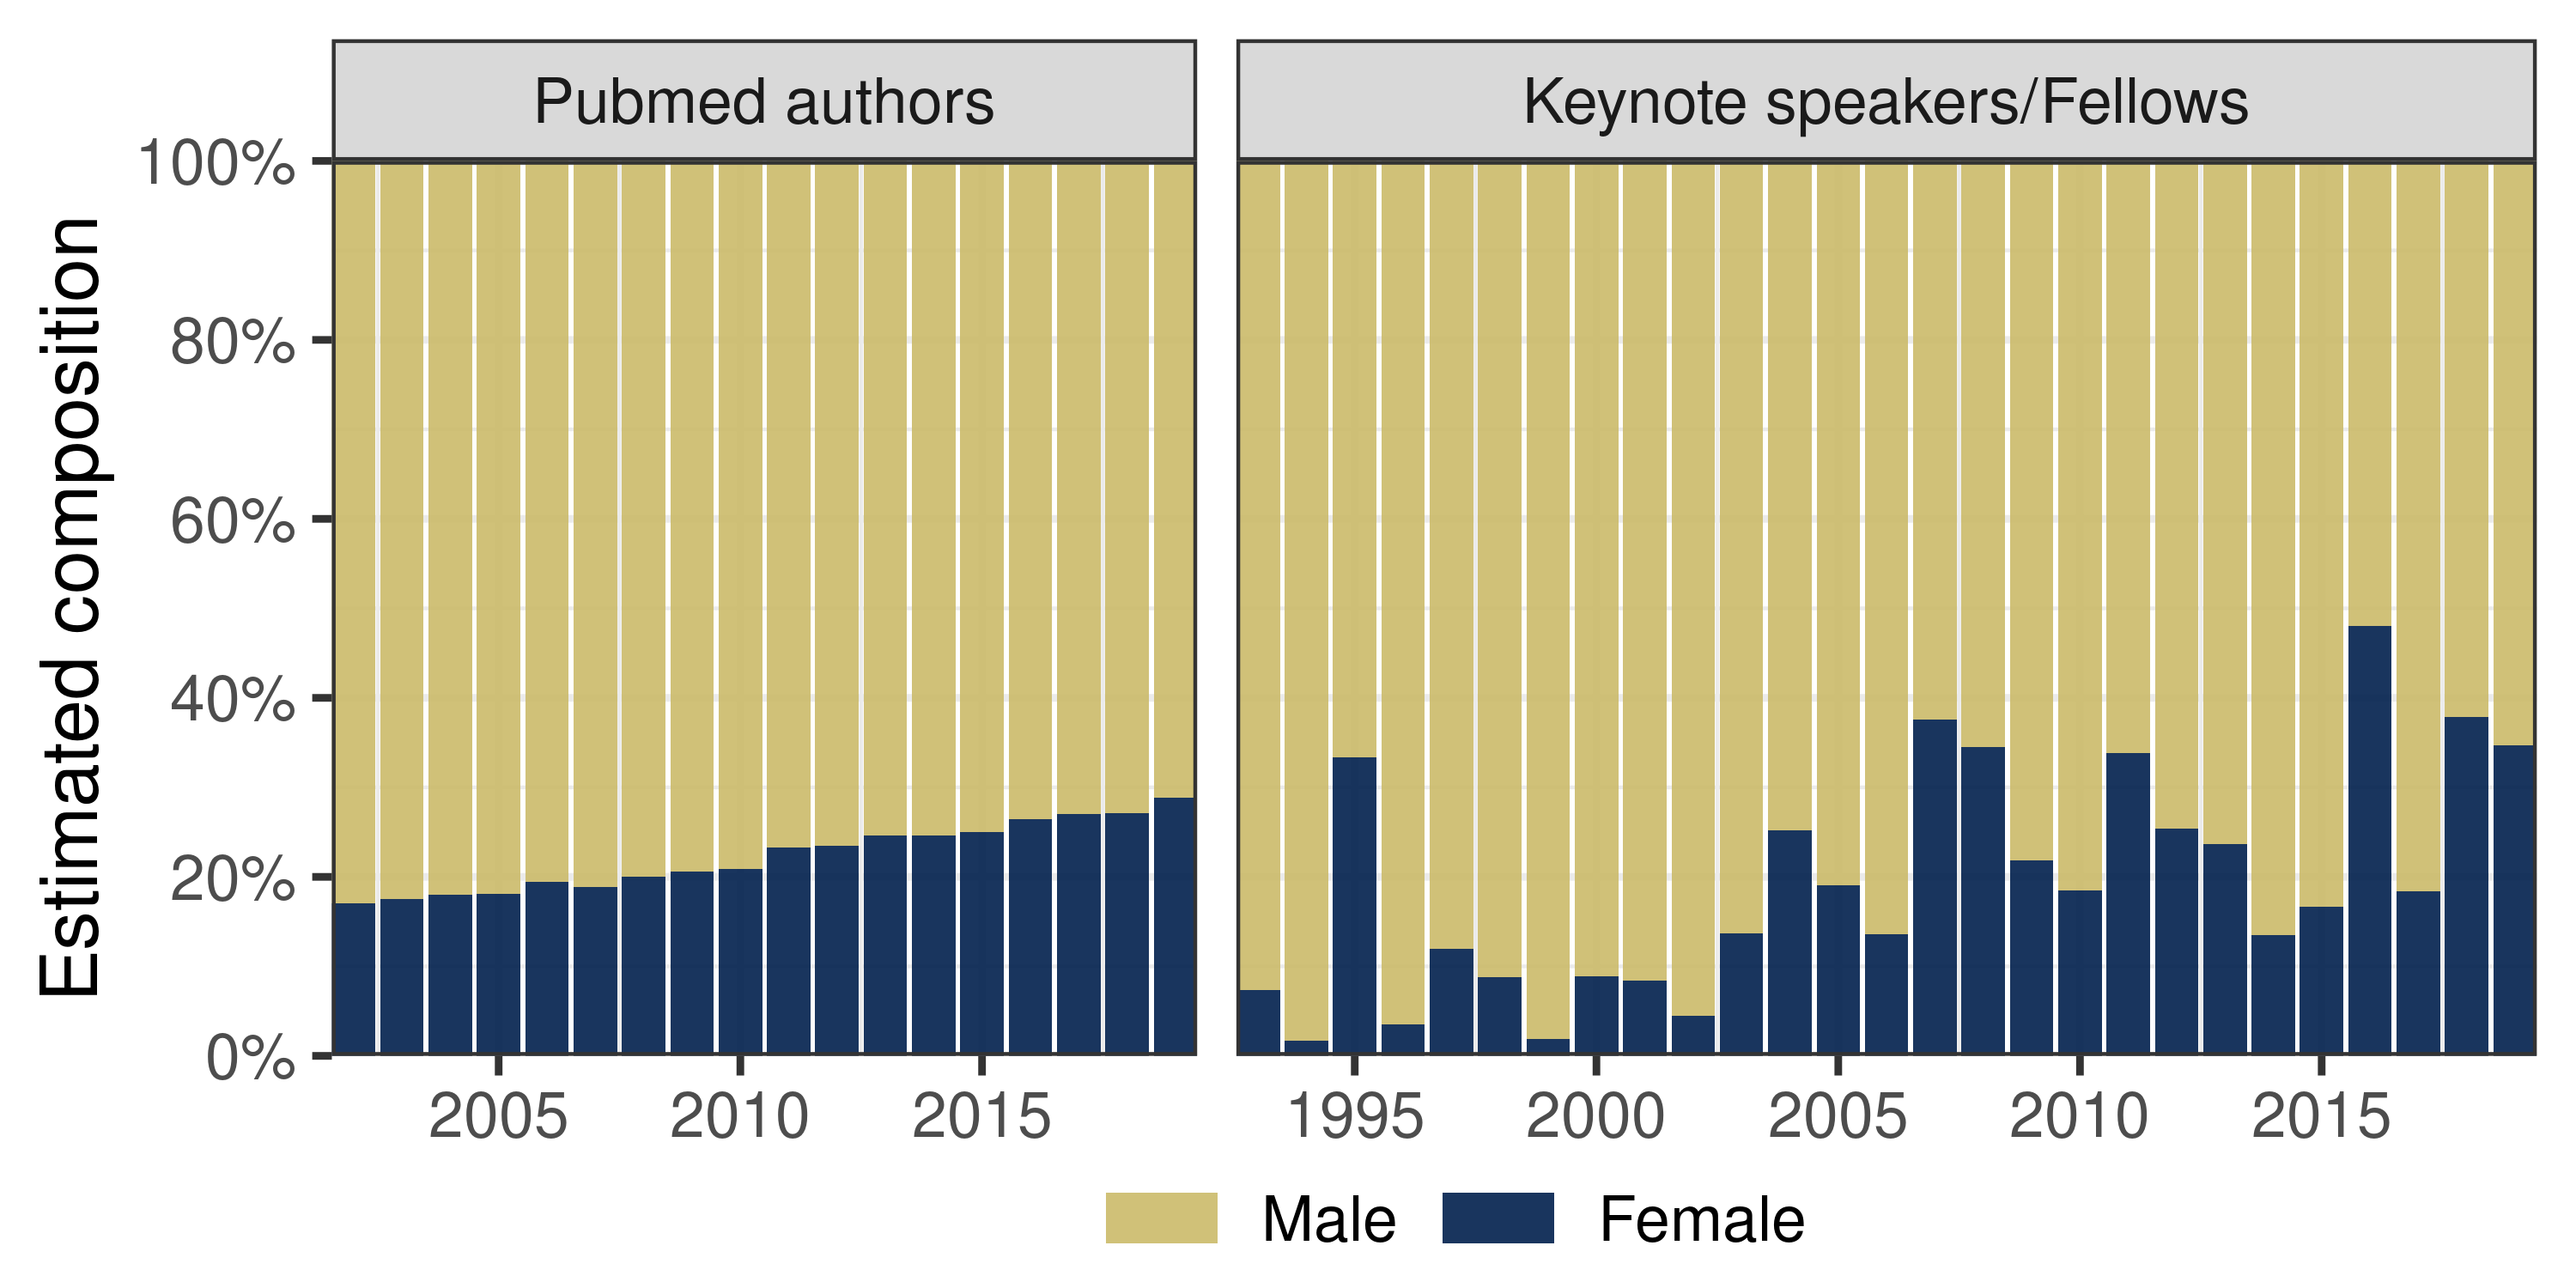 Pubmed authors
Keynote speakers/Fellows
Estimated composition
100%
80%
60%
40%
20%
0%
2005 2010 2015
1995 2000 2005 2010 2015
Male Female